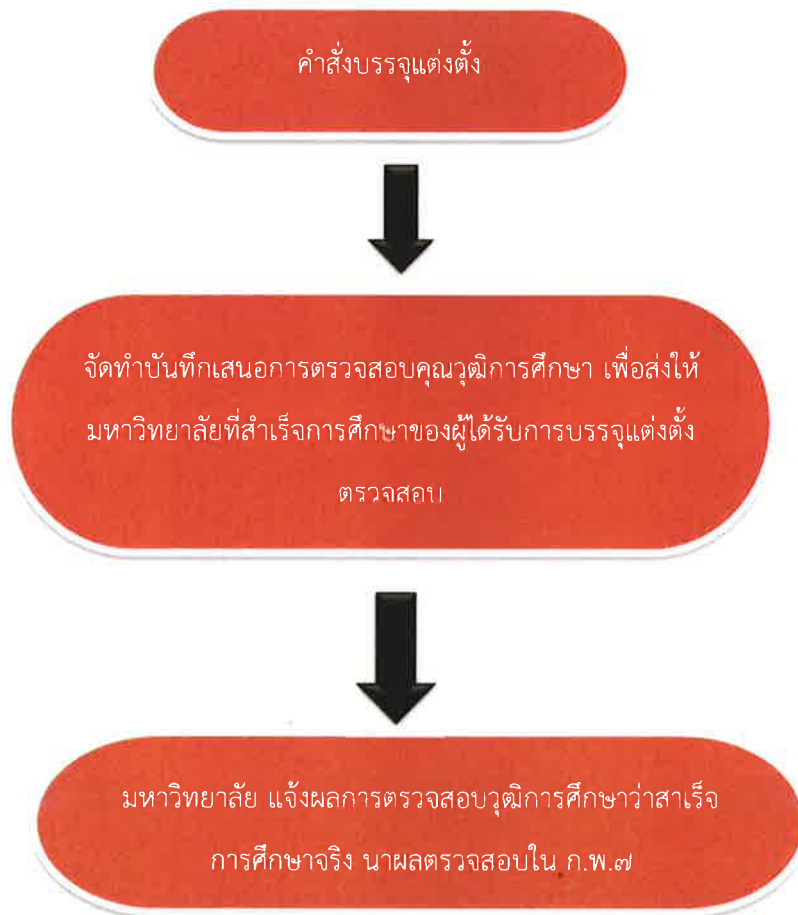 คำสั่งบรรจุแต่งตั้ง
จัดทำบันทึกเสนอการตรวจสอบคุณวุฒิการศึกษา เพื่อส่งให้
มหาวิทยาลัยที่สำเร็จการศึกษาของผู้ได้รับการบรรจุแต่งตั้ง
ตรวจสอบ
มหาวิทยาลัย แจ้งผลการตรวจสอบวุฒิการศึกษาว่าสาเร็จ
การศึกษาจริง นาผลตรวจสอบใน ก.พ.๗